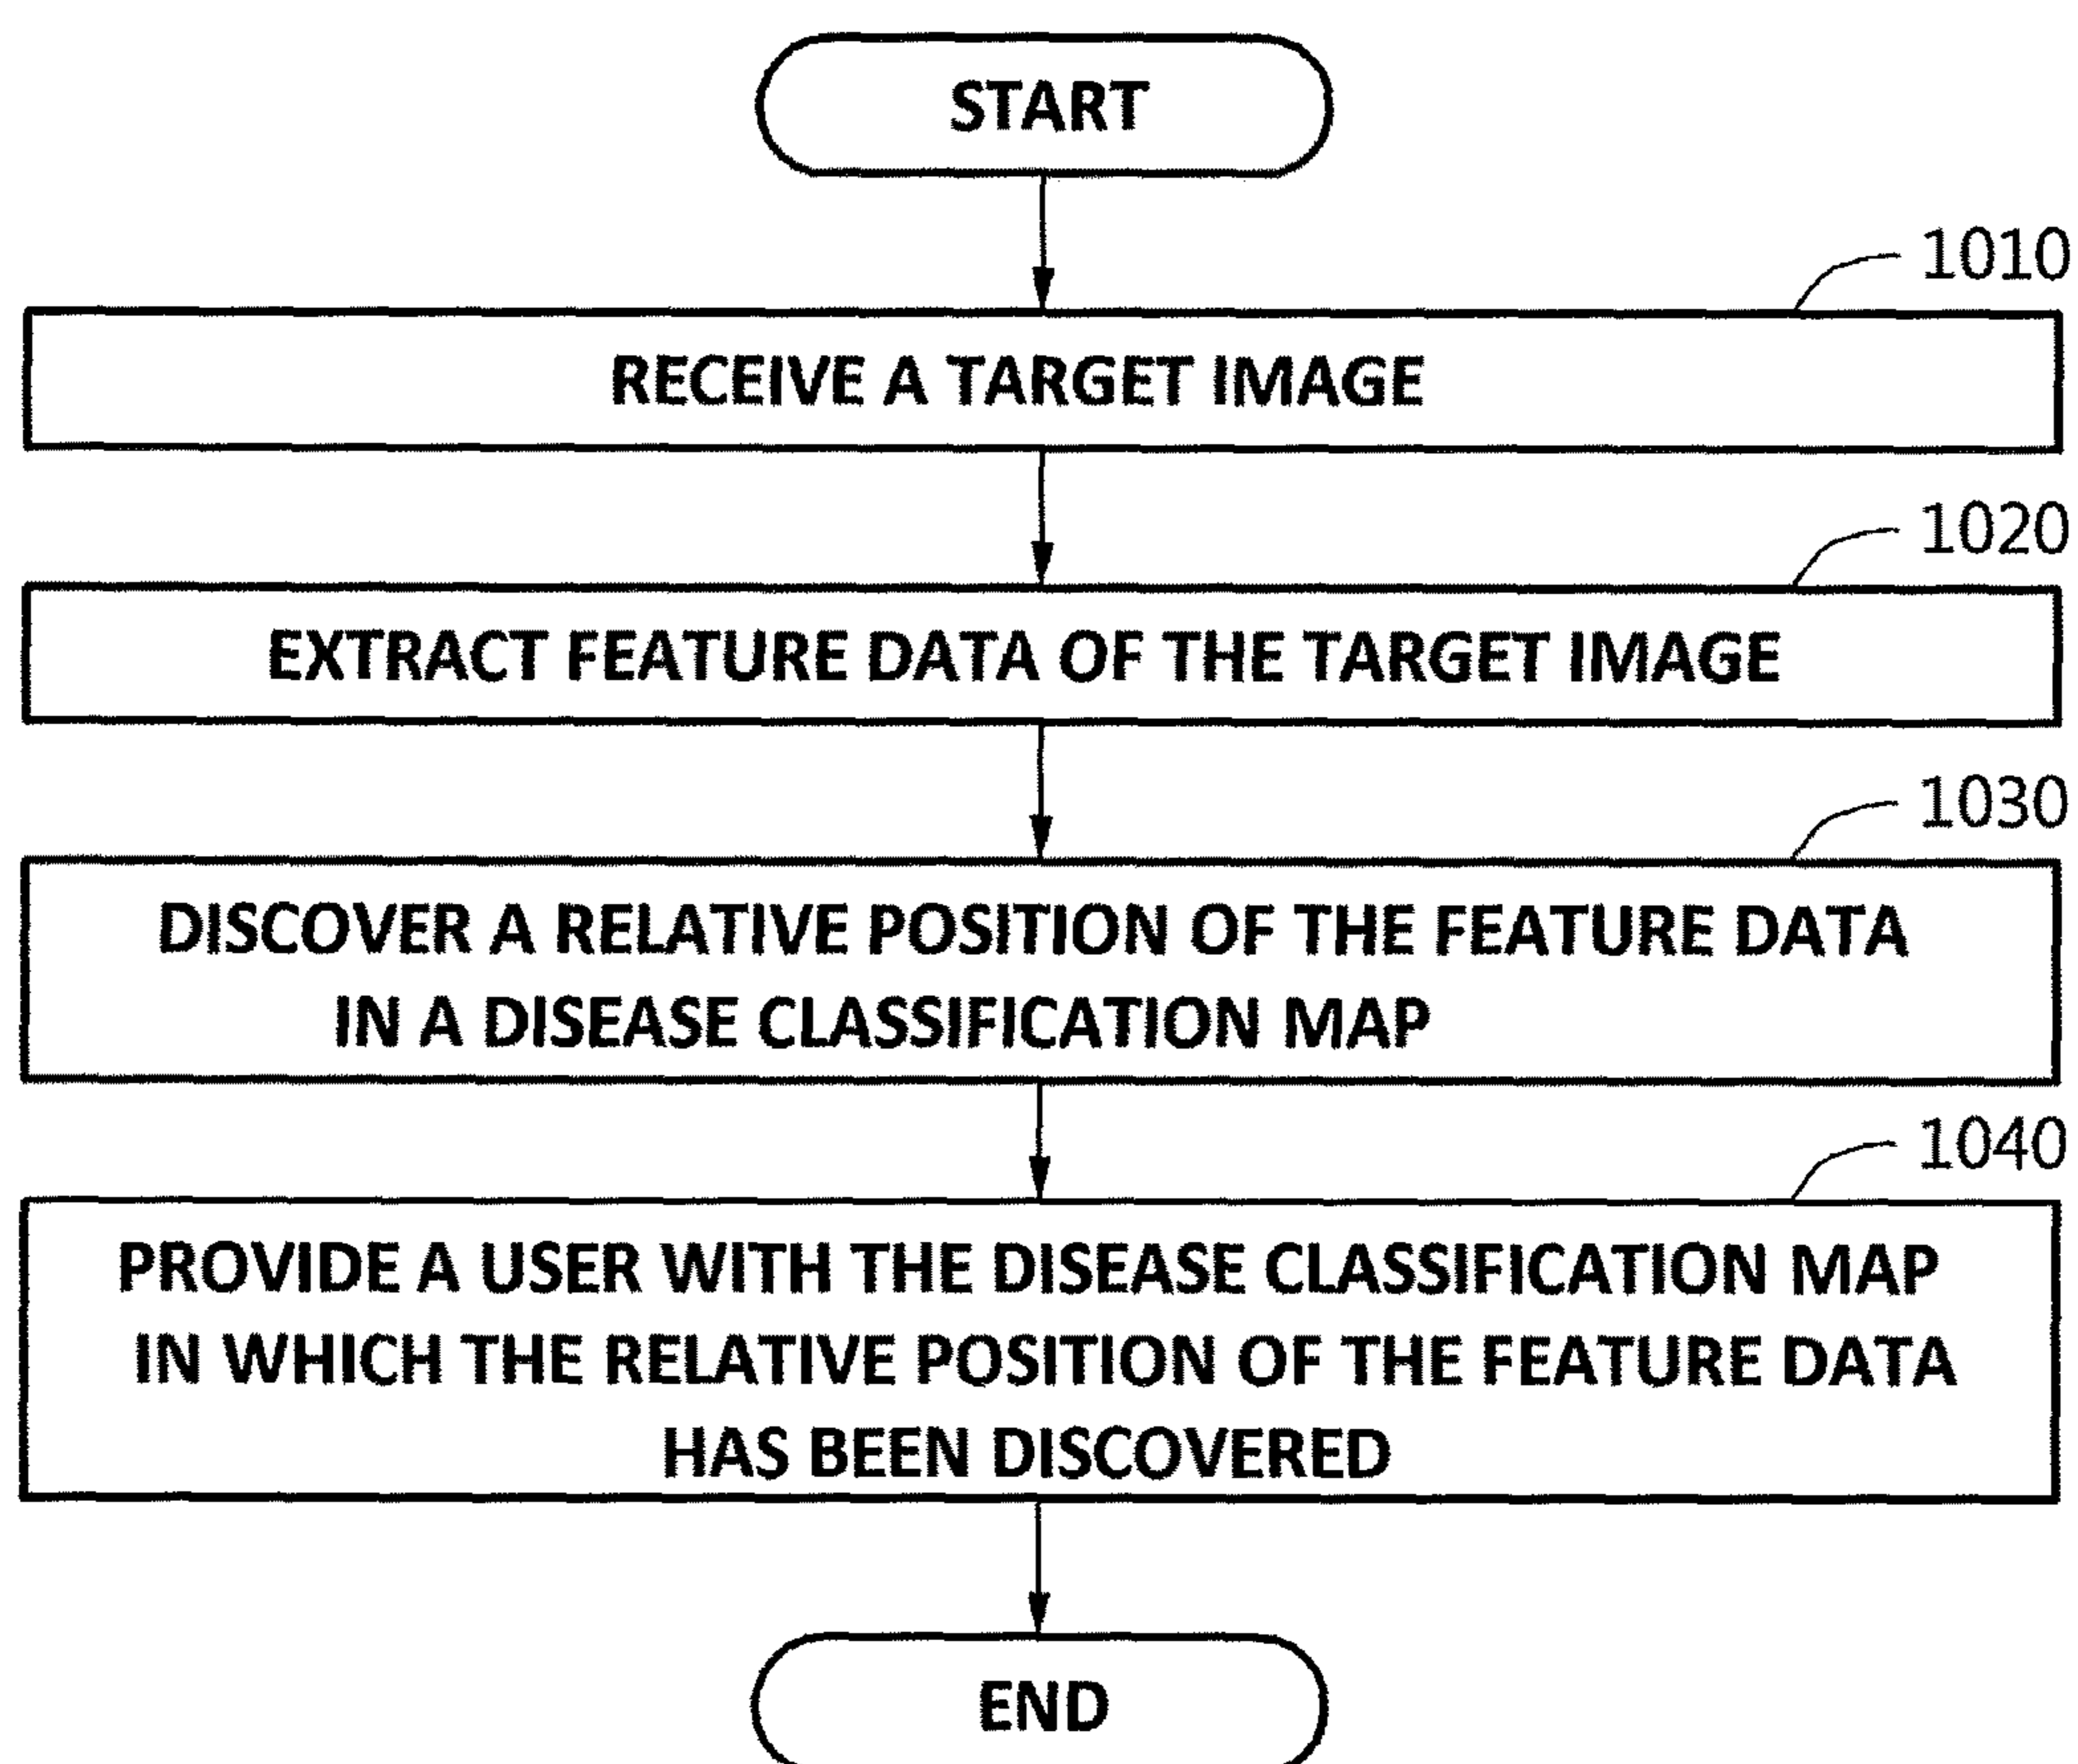 START
1010
RECEIVE A TARGET IMAGE
1020
EXTRACT FEATURE DATA OF THE TARGET IMAGE
1030
DISCOVER A RELATIVE POSITION OF THE FEATURE DATA
IN A DISEASE CLASSIFICATION MAP
1040
PROVIDE A USER WITH THE DISEASE CLASSIFICATION MAP
IN WHICH THE RELATIVE POSITION OF THE FEATURE DATA
HAS BEEN DISCOVERED
END